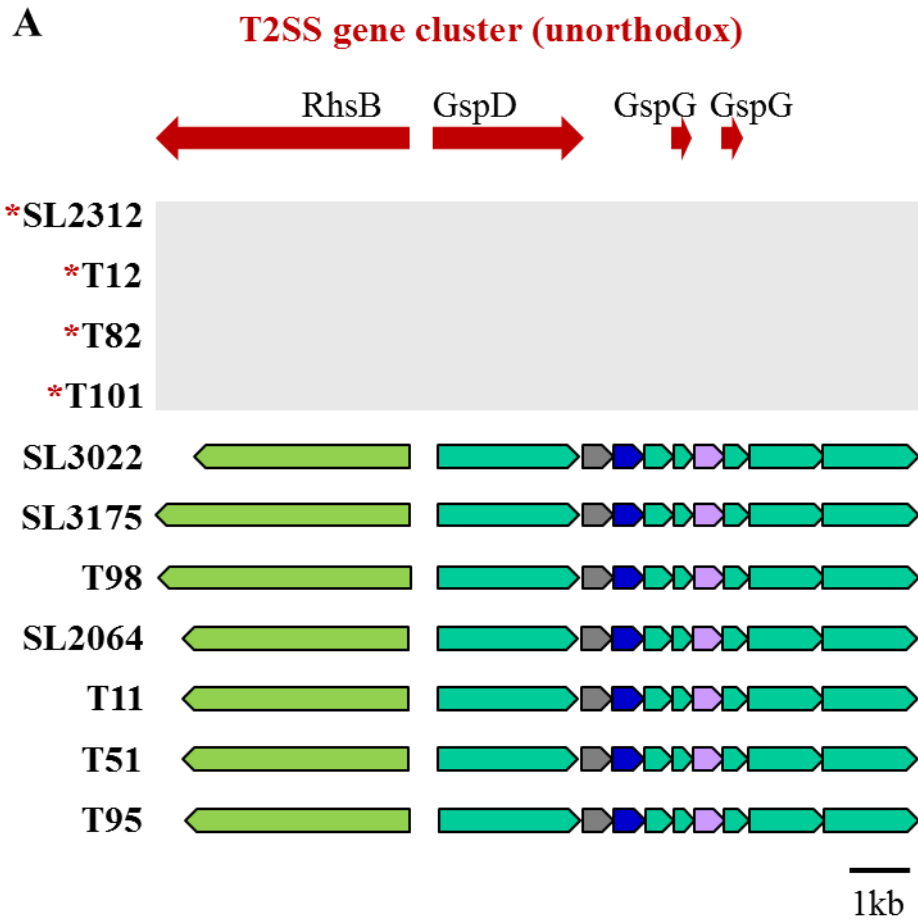 A
T2SS gene cluster (unorthodox)
RhsB GspD GspG GspG
*SL2312
*T12
*T82
*T101
SL3022
SL3175
T98
SL2064
T11
T51
T95
1kb